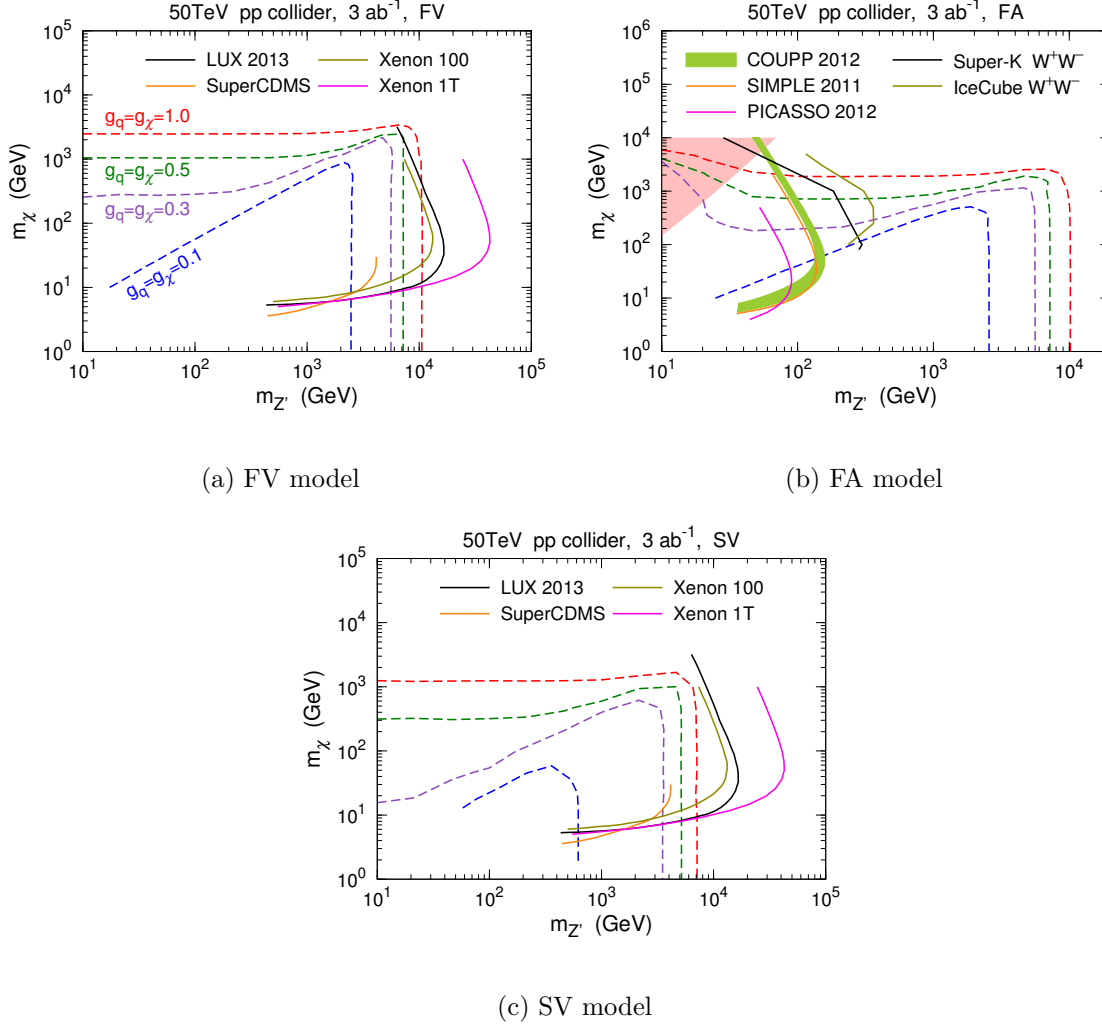 50TeV pp collider, 3 ab⁻¹, FV
10⁵
10⁴
10³
10²
10¹
10⁰
mχ (GeV)
LUX 2013
SuperCDMS
Xenon 100
Xenon 1T
g_q=g_χ=1.0
g_q=g_χ=0.5
g_q=g_χ=0.3
g_q=g_χ=0.1
10¹ 10² 10³ 10⁴ 10⁵
m_Z' (GeV)
(a) FV model
50TeV pp collider, 3 ab⁻¹, FA
10⁶
10⁵
10⁴
10³
10²
10¹
10⁰
mχ (GeV)
COUPP 2012
SIMPLE 2011
PICASSO 2012
Super-K W⁺W⁻
IceCube W⁺W⁻
10¹ 10² 10³ 10⁴
m_Z' (GeV)
(b) FA model
50TeV pp collider, 3 ab⁻¹, SV
10⁵
10⁴
10³
10²
10¹
10⁰
mχ (GeV)
LUX 2013
SuperCDMS
Xenon 100
Xenon 1T
10¹ 10² 10³ 10⁴ 10⁵
m_Z' (GeV)
(c) SV model